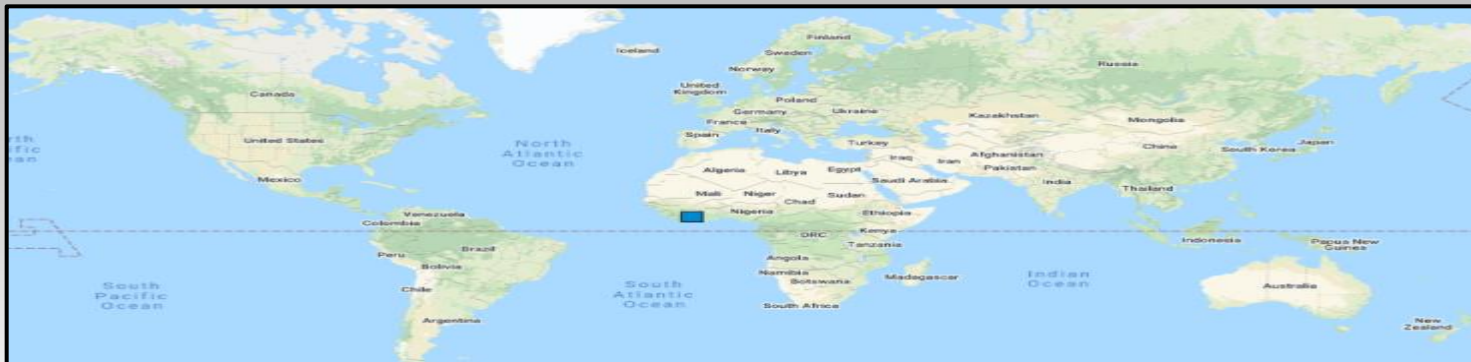 Iceland
Finland
Sweden
Norway
Russia
Canada
United
Kingdom
Poland
Germany
Ukraine
France
Kazakhstan
Mongolia
Italy
Spain
United States
North
Atlantic
Ocean
Turkey
China
Japan
South Korea
Iraq
Iran
Afghanistan
Pakistan
Algeria
Libya
Egypt
Saudi Arabia
India
Mexico
Mali
Niger
Chad
Sudan
Thailand
Venezuela
Colombia
Nigeria
Ethiopia
DRC
Kenya
Tanzania
Indonesia
Papua New
Guinea
Peru
Brazil
Bolivia
Angola
Namibia
Botswana
Madagascar
South
Pacific
Ocean
Chile
South
Atlantic
Ocean
Indian
Ocean
Australia
South Africa
Argentina
New
Zealand